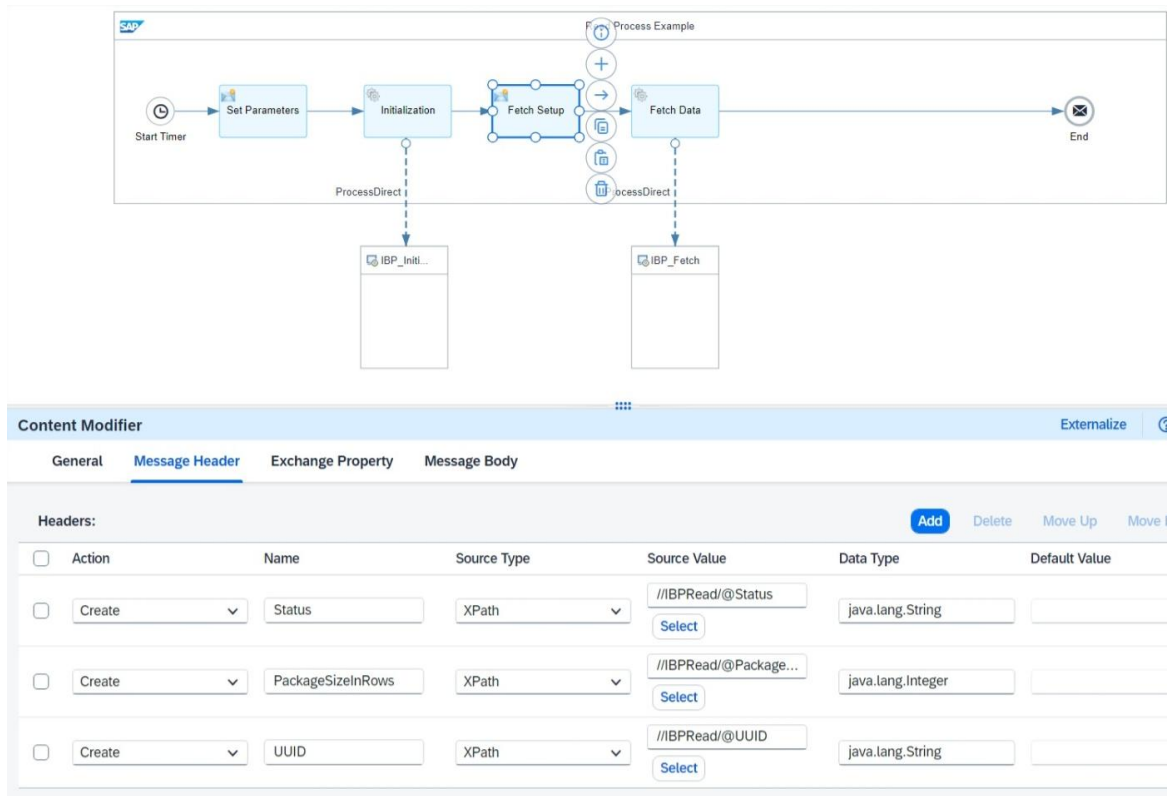 SAP
Process Example
Set Parameters
Initialization
Fetch Setup
Fetch Data
Start Timer
End
ProcessDirect
ocessDirect
IBP_Initi...
IBP_Fetch
Content Modifier
Externalize
General
Message Header
Exchange Property
Message Body
Headers:
Add
Delete
Move Up
Move
Action
Name
Source Type
Source Value
Data Type
Default Value
Create
Status
XPath
//IBPRead/@Status
Select
java.lang.String
Create
PackageSizeInRows
XPath
//IBPRead/@Package...
Select
java.lang.Integer
Create
UUID
XPath
//IBPRead/@UUID
Select
java.lang.String